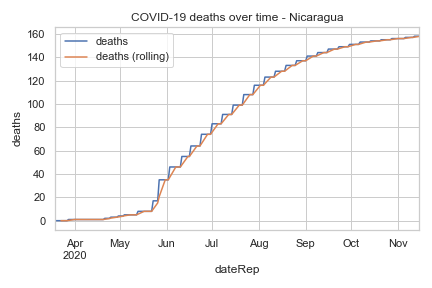 COVID-19 deaths over time - Nicaragua
deaths
deaths (rolling)
deaths
160
140
120
100
80
60
40
20
0
Apr May Jun Jul Aug Sep Oct Nov
2020
dateRep